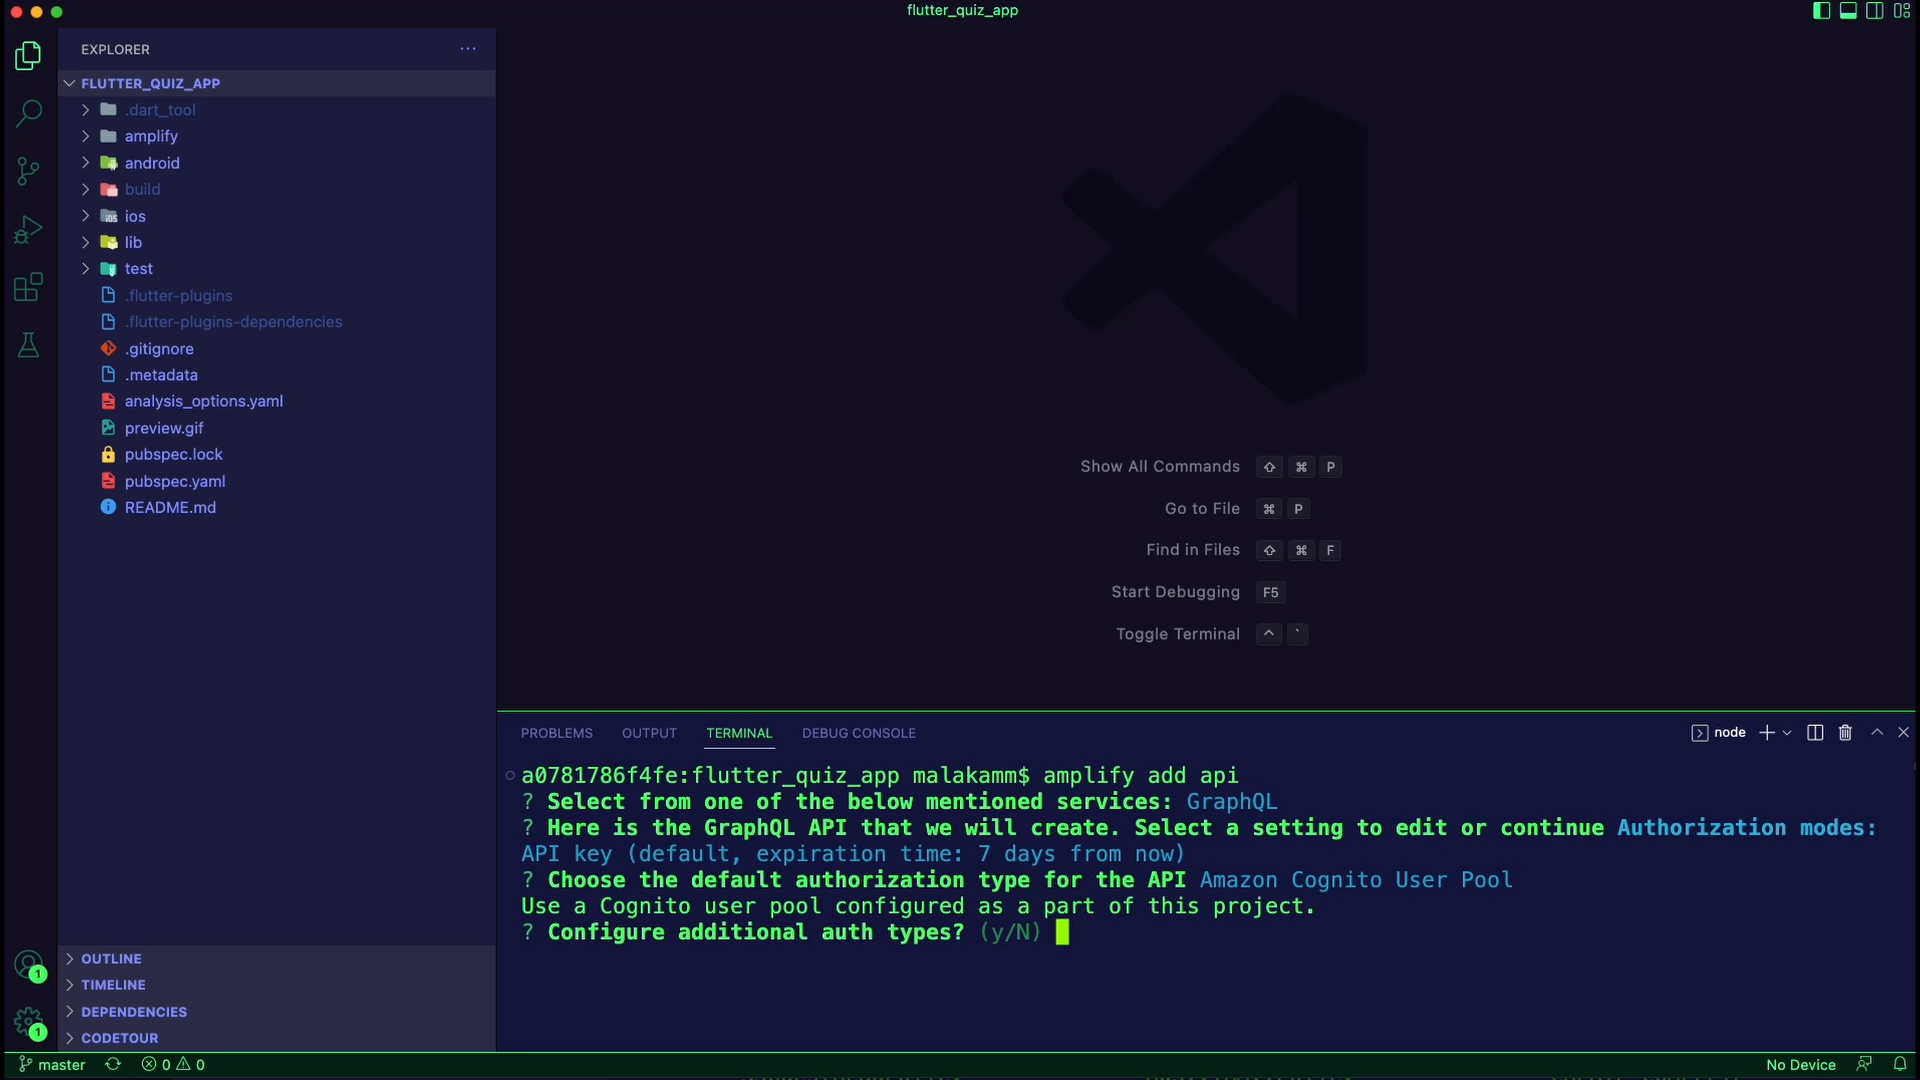 flutter_quiz_app
EXPLORER
FLUTTER_QUIZ_APP
.dart_tool
amplify
android
build
ios
lib
test
.flutter-plugins
.flutter-plugins-dependencies
.gitignore
.metadata
analysis_options.yaml
preview.gif
pubspec.lock
pubspec.yaml
README.md
OUTLINE
TIMELINE
DEPENDENCIES
CODETOUR
1
1
Show All Commands ⇧ ⌘ P
Go to File ⌘ P
Find in Files ⇧ ⌘ F
Start Debugging F5
Toggle Terminal ^ `
PROBLEMS OUTPUT TERMINAL DEBUG CONSOLE
node
a0781786f4fe:flutter_quiz_app malakamm$ amplify add api
? Select from one of the below mentioned services: GraphQL
? Here is the GraphQL API that we will create. Select a setting to edit or continue Authorization modes:
API key (default, expiration time: 7 days from now)
? Choose the default authorization type for the API Amazon Cognito User Pool
Use a Cognito user pool configured as a part of this project.
? Configure additional auth types? (y/N)
master 0 0
No Device